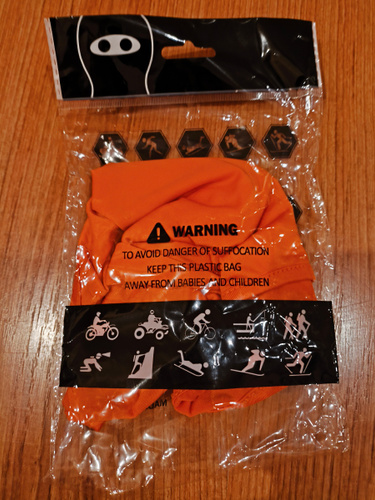 WARNING
TO AVOID DANGER OF SUFFOCATION
KEEP THIS PLASTIC BAG
AWAY FROM BABIES AND CHILDREN